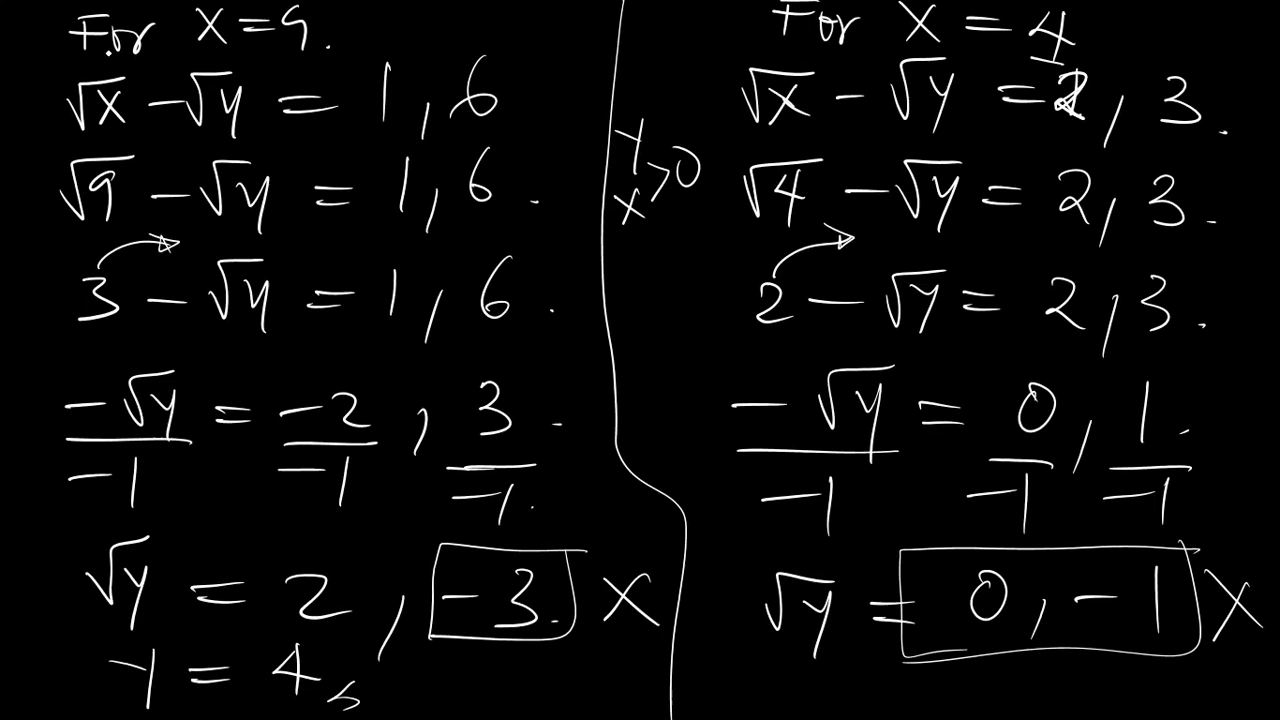 For x = 9.
√x - √y = 1, 6
√9 - √y = 1, 6.
3 - √y = 1, 6.
-√y/-1 = -2/-1, 3/-1.
√y = 2, -3. X
y = 4
y
x > 0
For x = 4
√x - √y = 2, 3.
√4 - √y = 2, 3.
2 - √y = 2, 3.
-√y/-1 = 0/-1, 1/-1.
√y = 0, -1 X